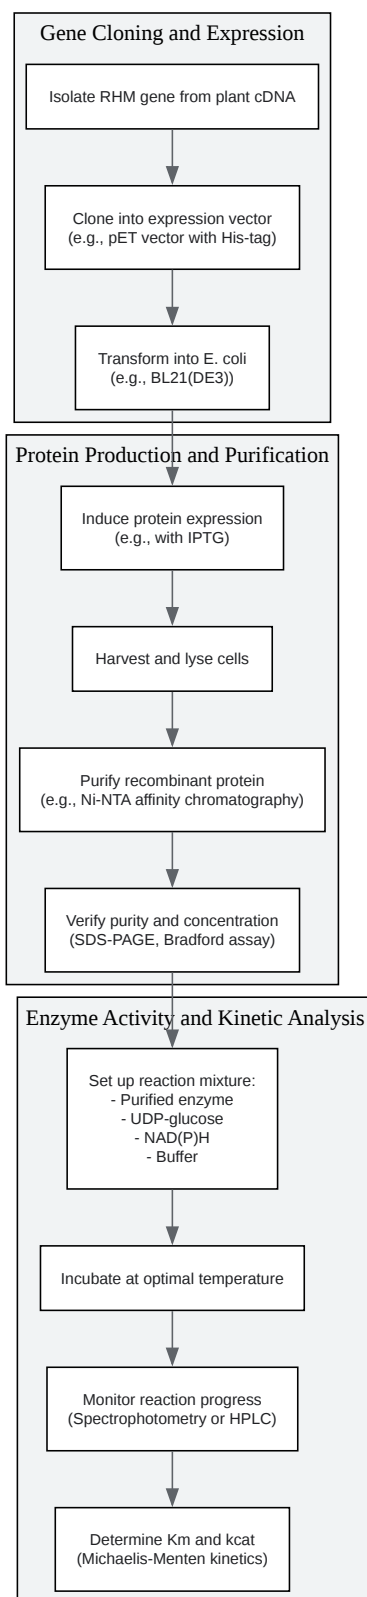 Gene Cloning and Expression
Isolate RHM gene from plant cDNA
Clone into expression vector
(e.g., pET vector with His-tag)
Transform into E. coli
(e.g., BL21(DE3))
Protein Production and Purification
Induce protein expression
(e.g., with IPTG)
Harvest and lyse cells
Purify recombinant protein
(e.g., Ni-NTA affinity chromatography)
Verify purity and concentration
(SDS-PAGE, Bradford assay)
Enzyme Activity and Kinetic Analysis
Set up reaction mixture:
- Purified enzyme
- UDP-glucose
- NAD(P)H
- Buffer
Incubate at optimal temperature
Monitor reaction progress
(Spectrophotometry or HPLC)
Determine Km and kcat
(Michaelis-Menten kinetics)